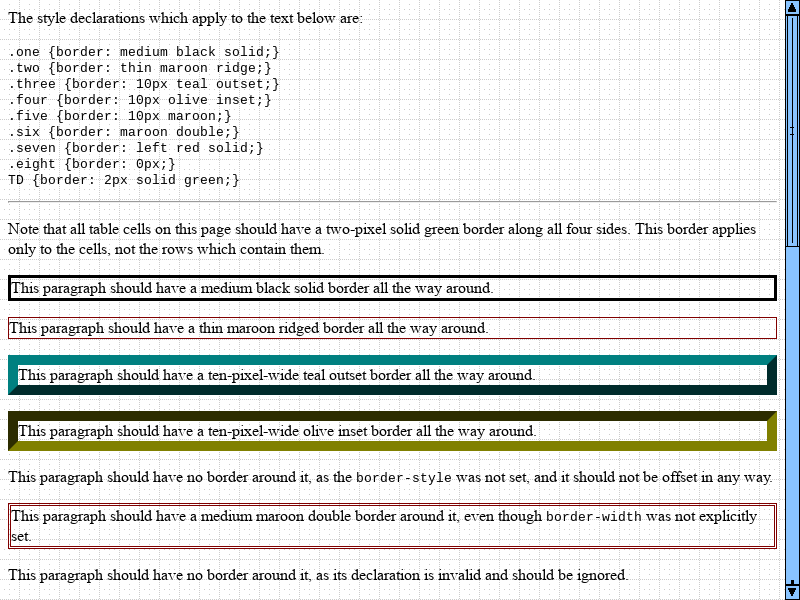 The style declarations which apply to the text below are:
.one {border: medium black solid;}
.two {border: thin maroon ridge;}
.three {border: 10px teal outset;}
.four {border: 10px olive inset;}
.five {border: 10px maroon;}
.six {border: maroon double;}
.seven {border: left red solid;}
.eight {border: 0px;}
TD {border: 2px solid green;}
Note that all table cells on this page should have a two-pixel solid green border along all four sides. This border applies
only to the cells, not the rows which contain them.
This paragraph should have a medium black solid border all the way around.
This paragraph should have a thin maroon ridged border all the way around.
This paragraph should have a ten-pixel-wide teal outset border all the way around.
This paragraph should have a ten-pixel-wide olive inset border all the way around.
This paragraph should have no border around it, as the border-style was not set, and it should not be offset in any way.
This paragraph should have a medium maroon double border around it, even though border-width was not explicitly
set.
This paragraph should have no border around it, as its declaration is invalid and should be ignored.